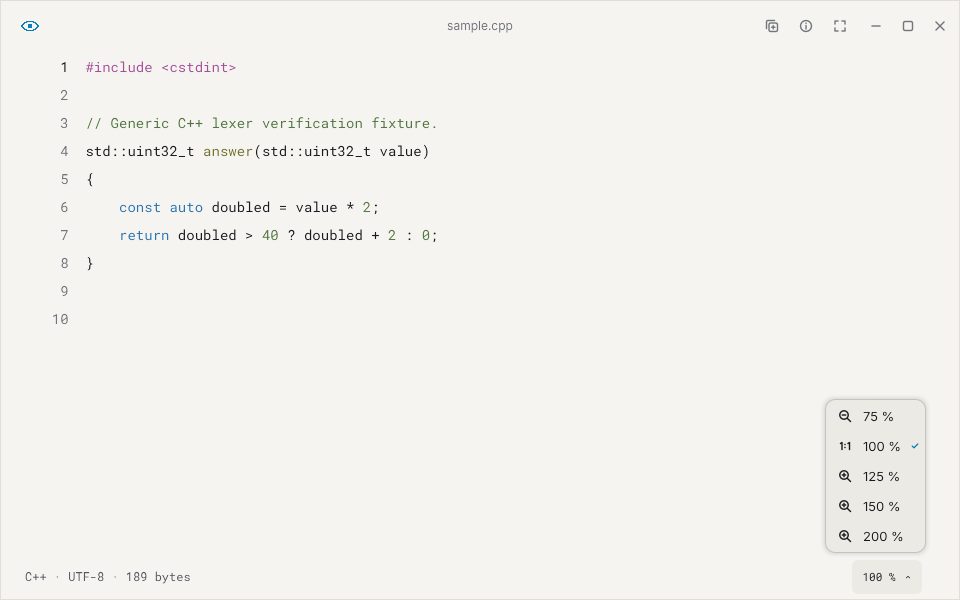 sample.cpp
1 #include <cstdint>
2
3 // Generic C++ lexer verification fixture.
4 std::uint32_t answer(std::uint32_t value)
5 {
6     const auto doubled = value * 2;
7     return doubled > 40 ? doubled + 2 : 0;
8 }
9
10
75 %
1:1 100 %
125 %
150 %
200 %
C++ · UTF-8 · 189 bytes
100 %